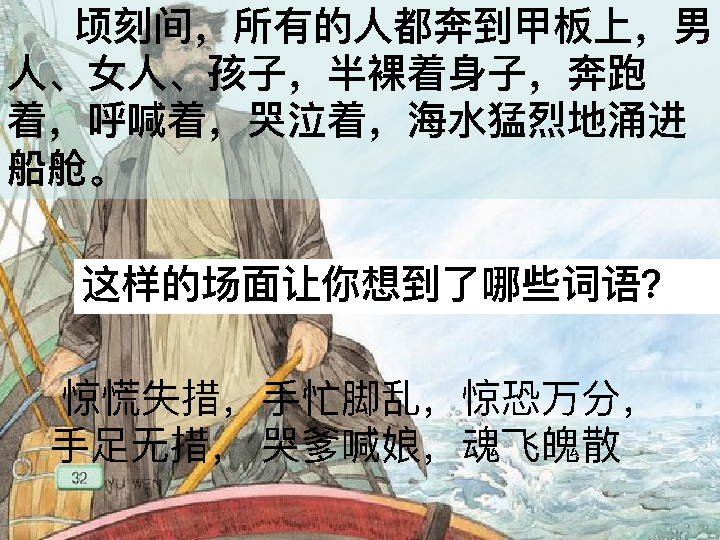 顷刻间，所有的人都奔到甲板上，男
人、女人、孩子，半裸着身子，奔跑
着，呼喊着，哭泣着，海水猛烈地涌进
船舱。
这样的场面让你想到了哪些词语？
惊慌失措，手忙脚乱，惊恐万分，
手足无措， 哭爹喊娘，魂飞魄散
32 YU WEN